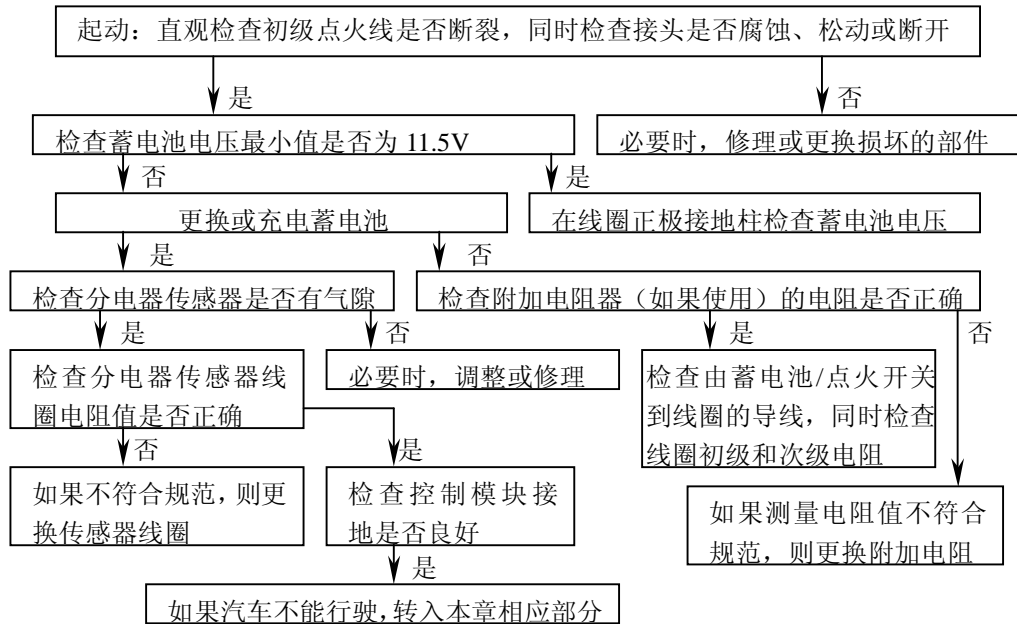 起动：直观检查初级点火线是否断裂，同时检查接头是否腐蚀、松动或断开
是
否
检查蓄电池电压最小值是否为 11.5V
必要时，修理或更换损坏的部件
否
是
更换或充电蓄电池
在线圈正极接地柱检查蓄电池电压
是
否
检查分电器传感器是否有气隙
检查附加电阻器（如果使用）的电阻是否正确
是
否
是
否
检查分电器传感器线
圈电阻值是否正确
必要时，调整或修理
检查由蓄电池/点火开关
到线圈的导线，同时检查
线圈初级和次级电阻
否
是
如果不符合规范，则更
换传感器线圈
检查控制模块接
地是否良好
如果测量电阻值不符合
规范，则更换附加电阻
是
如果汽车不能行驶，转入本章相应部分